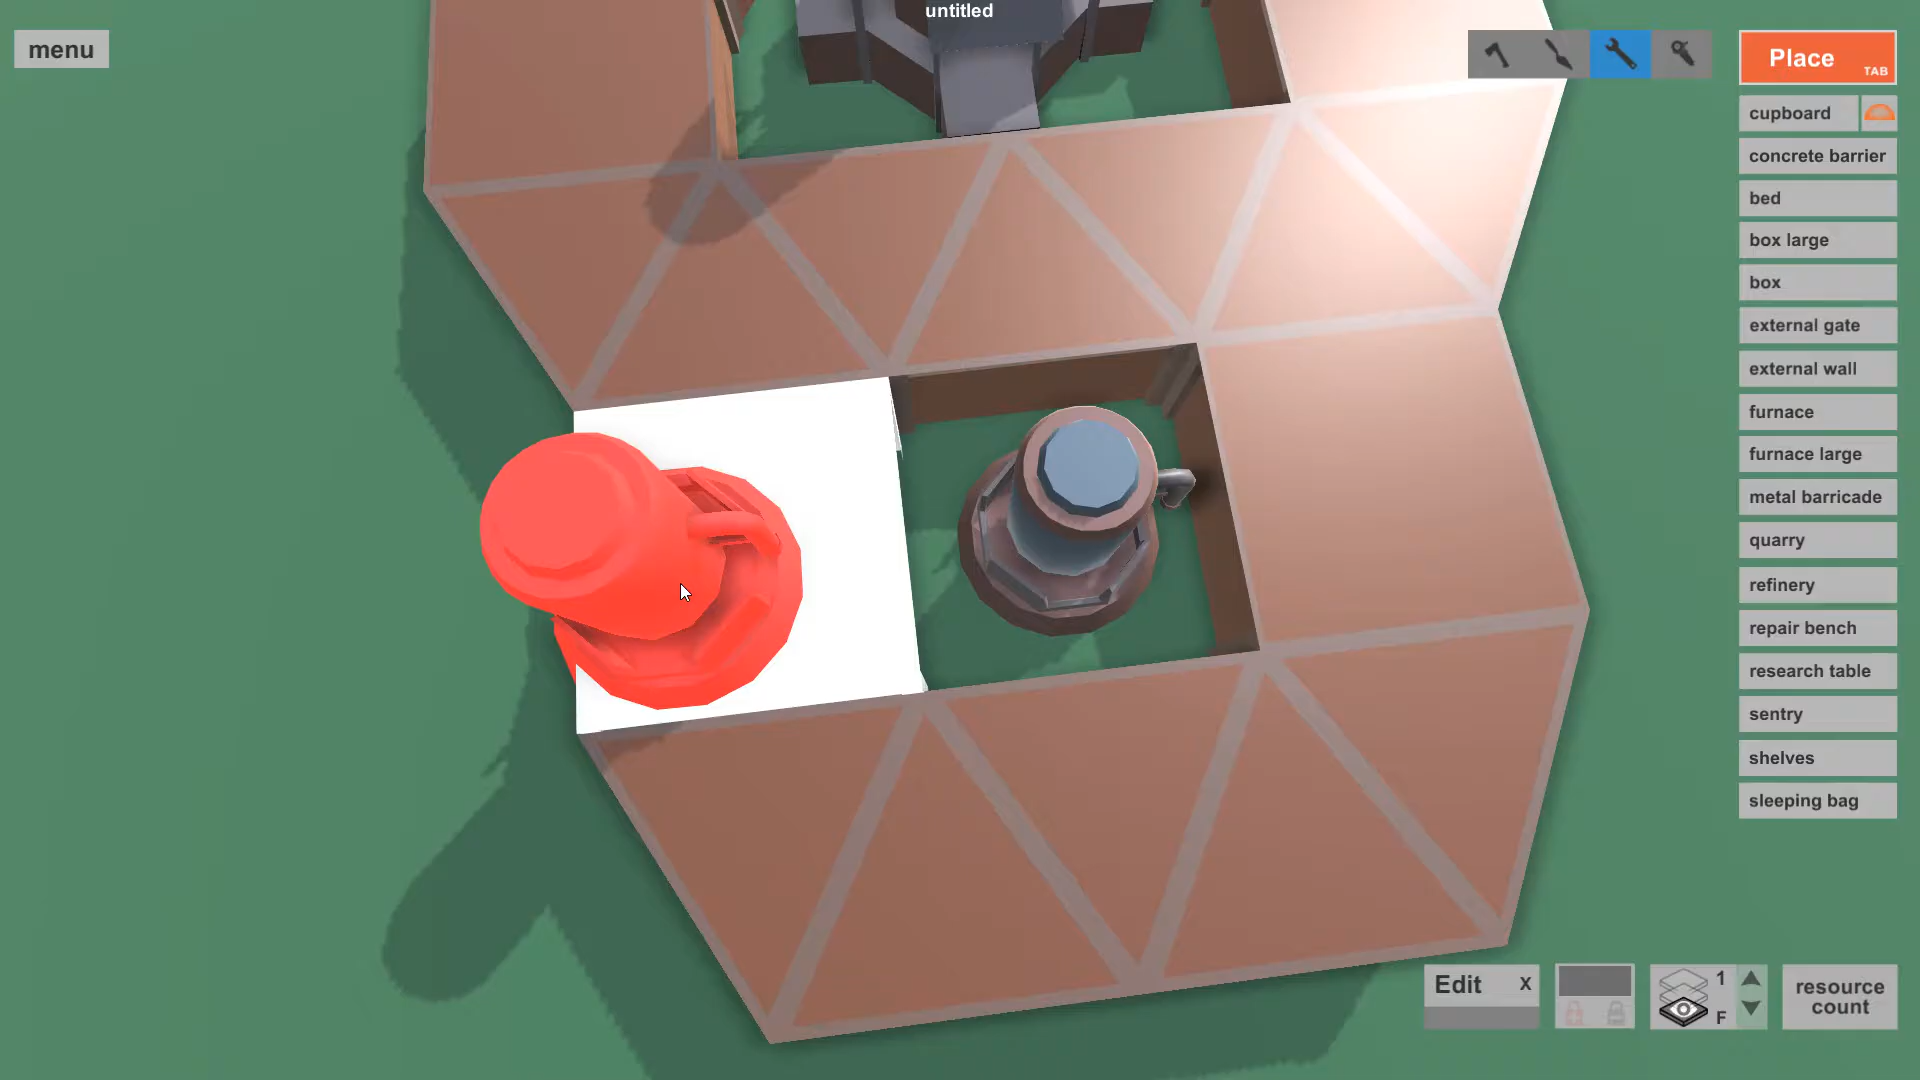 untitled
menu
Place
TAB
cupboard
concrete barrier
bed
box large
box
external gate
external wall
furnace
furnace large
metal barricade
quarry
refinery
repair bench
research table
sentry
shelves
sleeping bag
Edit X
1
F
resource
count